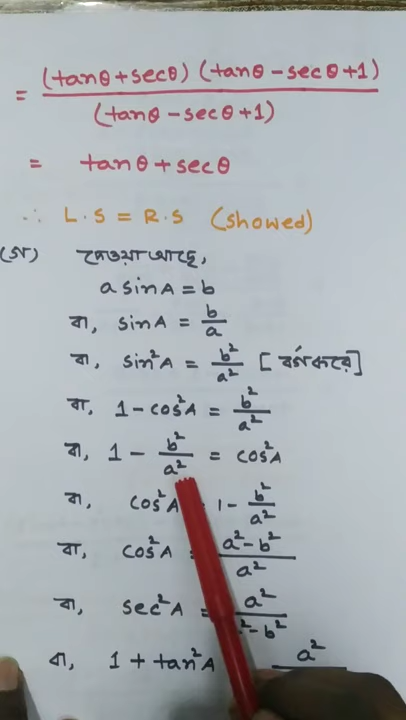 = (tanθ+secθ) (tanθ-secθ+1) / (tanθ-secθ+1)
= tanθ+secθ
∴ L.S = R.S (Showed)
দেওয়া আছে,
a sinA = b
বা, sinA = b/a
বা, sin²A = b²/a² [বর্গ করে]
বা, 1-cos²A = b²/a²
বা, 1 - b²/a² = cos²A
বা, cos²A 1 - b²/a²
বা, cos²A = a²-b²/a²
বা, sec²A = a²/²-b²
বা, 1 + tan²A a²